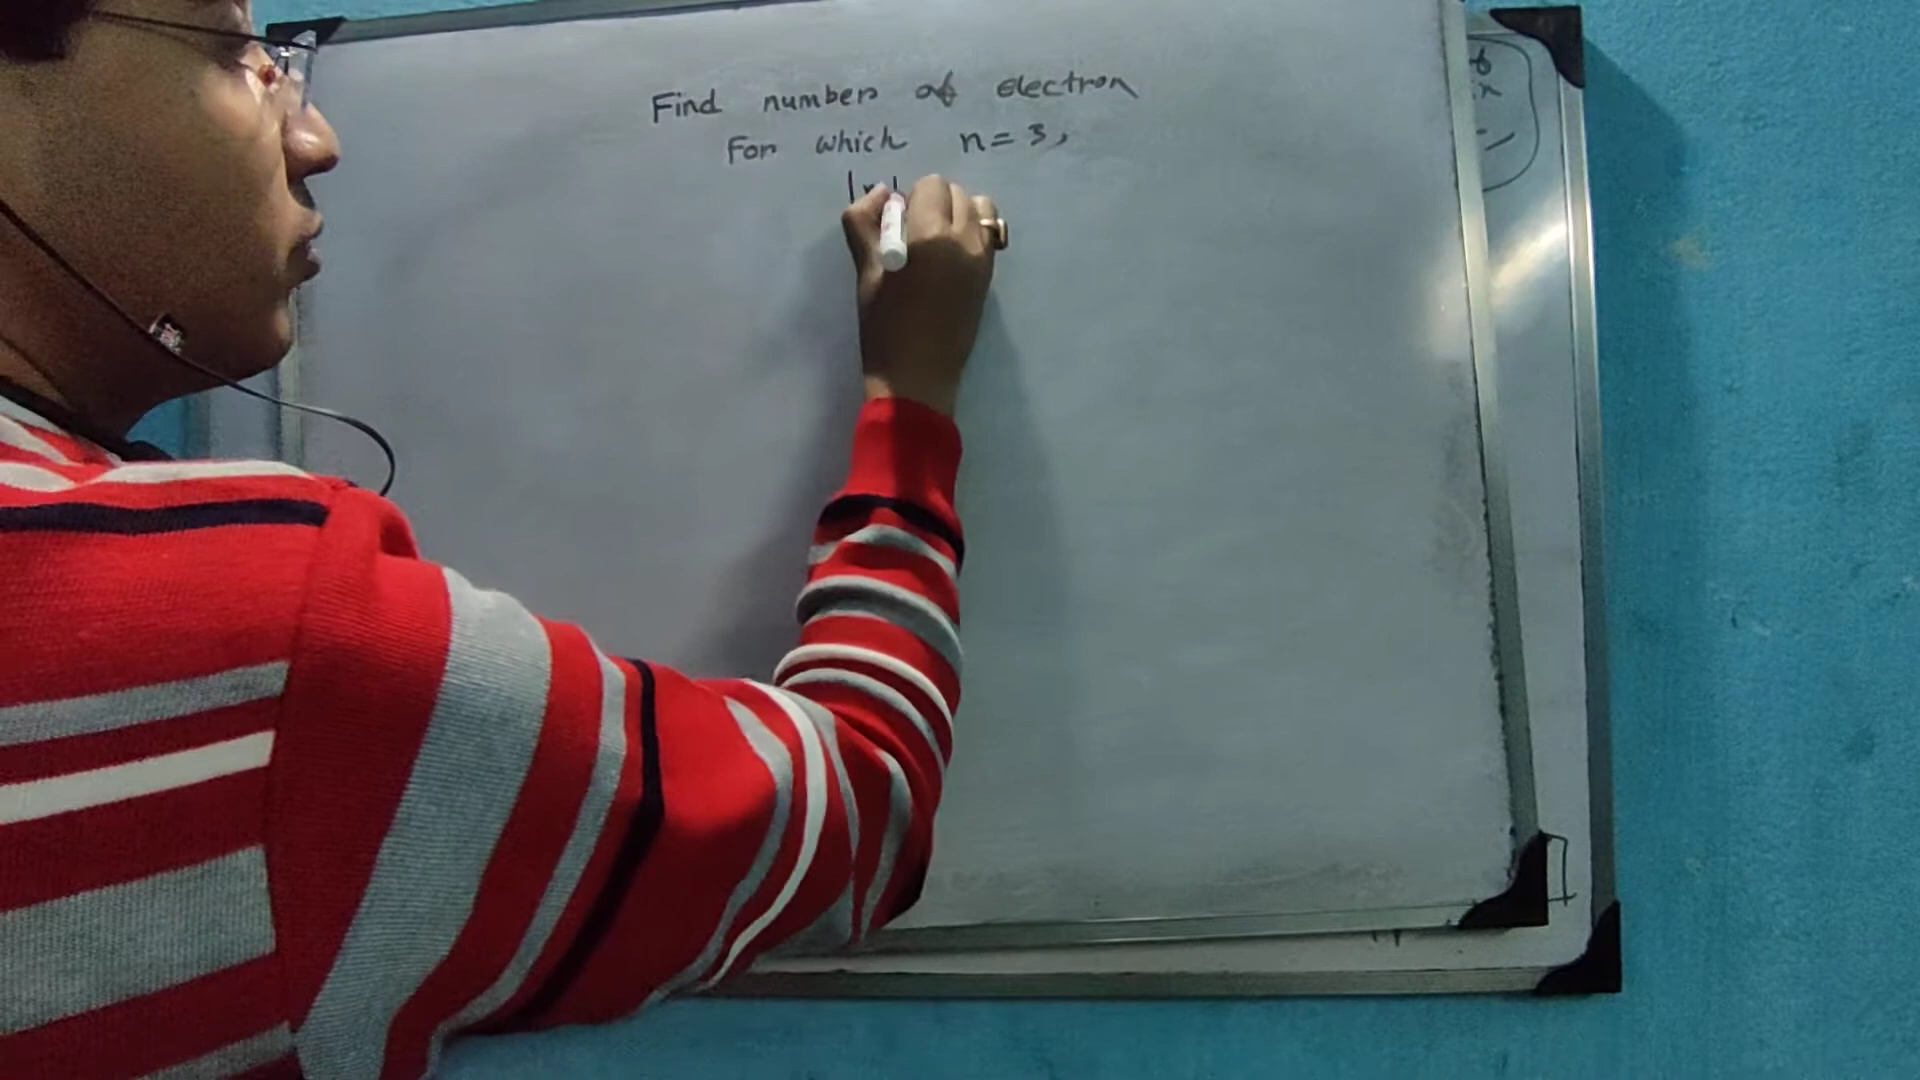 Find number of electron
For which n=3,